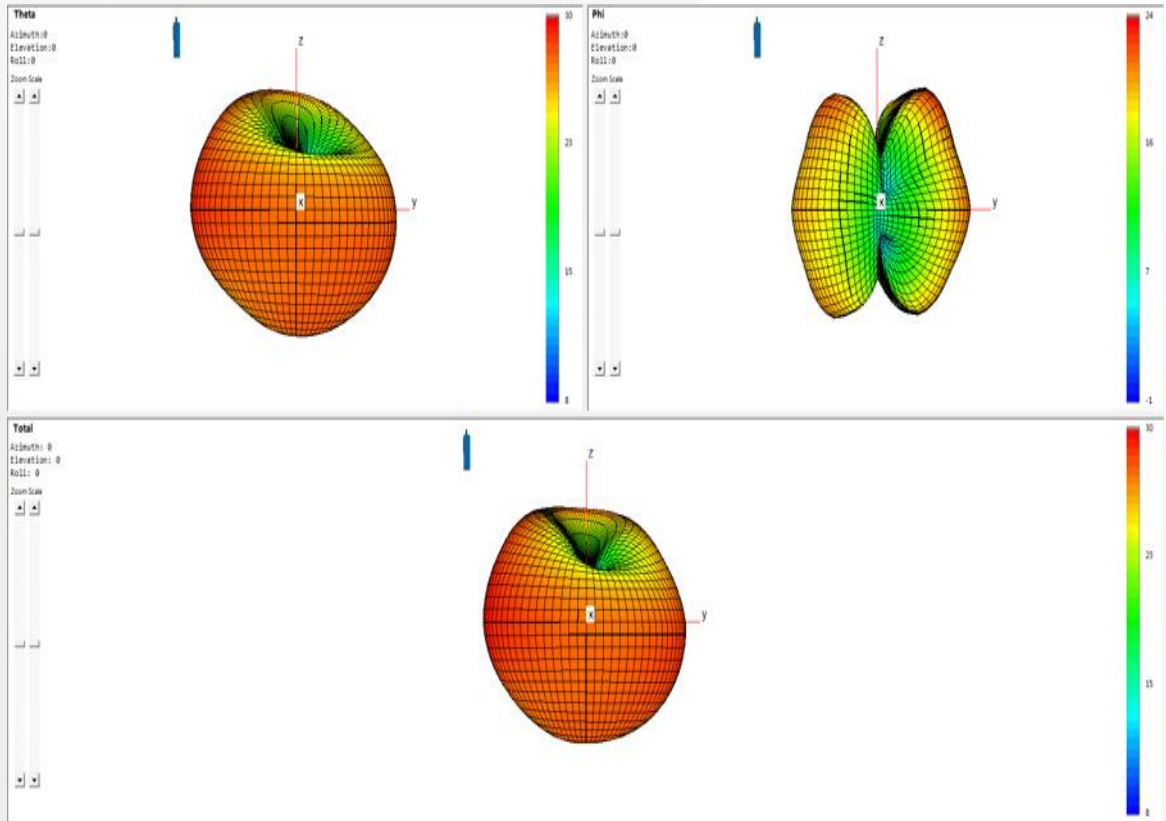 Theta
Azimuth:0
Elevation:0
Roll:0
Zoom Scale
z
x
y
30
23
15
8
Phi
Azimuth:0
Elevation:0
Roll:0
Zoom Scale
z
x
y
24
16
7
-1
Total
Azimuth: 0
Elevation: 0
Roll: 0
Zoom Scale
z
x
y
30
23
15
8